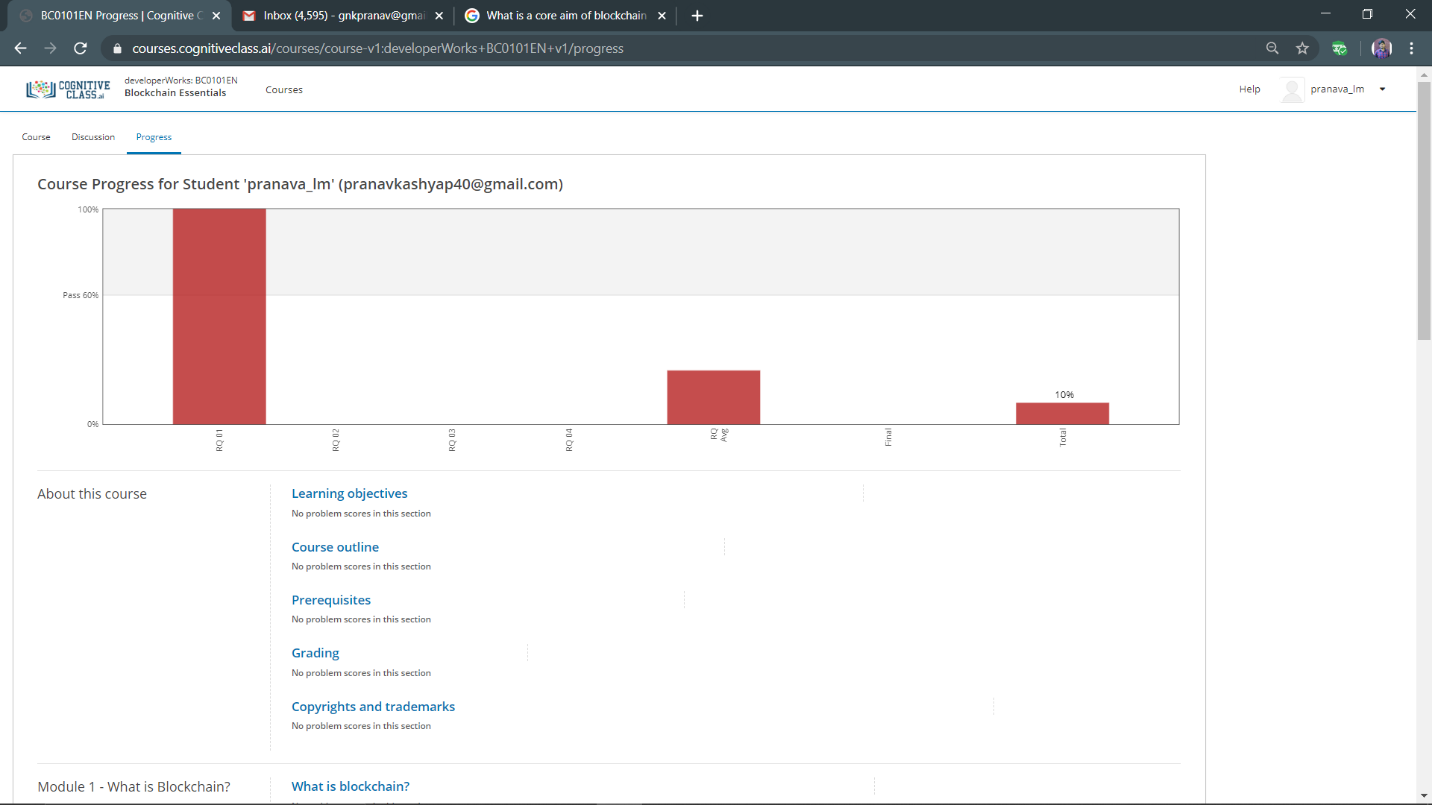 BC0101EN Progress | Cognitive C
Inbox (4,595) - gnkpranav@gmai
What is a core aim of blockchain
courses.cognitiveclass.ai/courses/course-v1:developerWorks+BC0101EN+v1/progress
COGNITIVE
CLASS.ai
developerWorks: BC0101EN
Blockchain Essentials
Courses
Help
pranava_lm
Course
Discussion
Progress
Course Progress for Student 'pranava_lm' (pranavkashyap40@gmail.com)
100%
Pass 60%
10%
0%
RQ 01
RQ 02
RQ 03
RQ 04
RQ
Avg
Final
Total
About this course
Learning objectives
No problem scores in this section
Course outline
No problem scores in this section
Prerequisites
No problem scores in this section
Grading
No problem scores in this section
Copyrights and trademarks
No problem scores in this section
Module 1 - What is Blockchain?
What is blockchain?